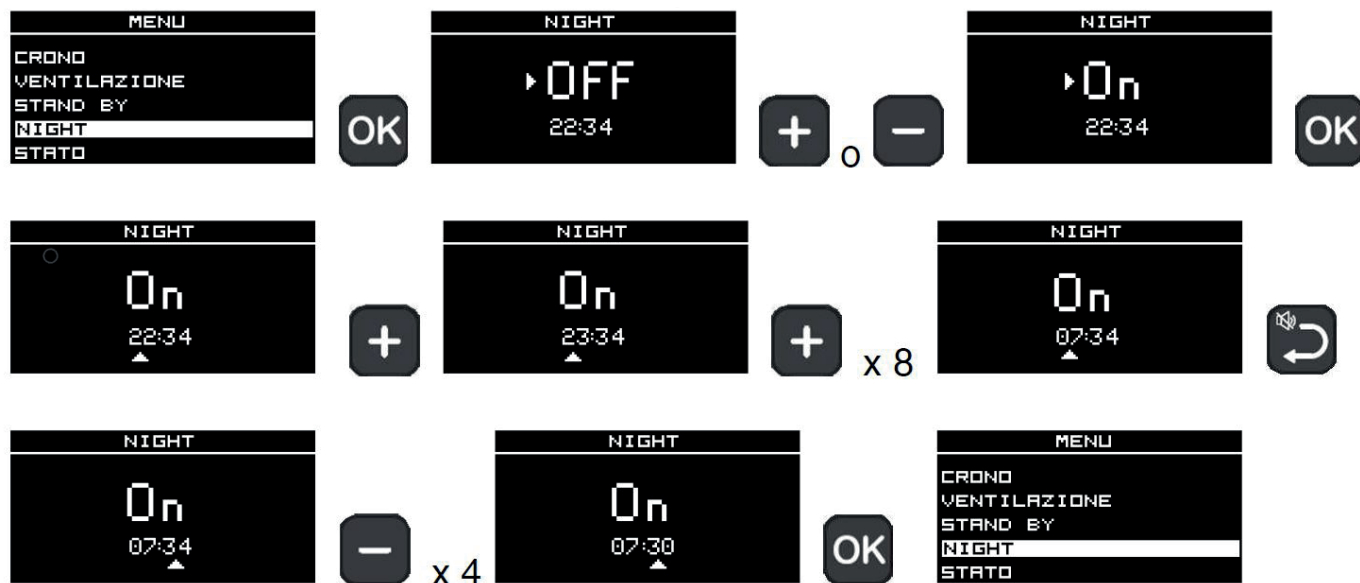 MENU
CRONO
VENTILAZIONE
STAND BY
NIGHT
STATO
OK
NIGHT
OFF
22:34
+ o -
NIGHT
On
22:34
OK
NIGHT
On
22:34
+
NIGHT
On
23:34
+ x 8
NIGHT
On
07:34
NIGHT
On
07:34
- x 4
NIGHT
On
07:30
OK
MENU
CRONO
VENTILAZIONE
STAND BY
NIGHT
STATO